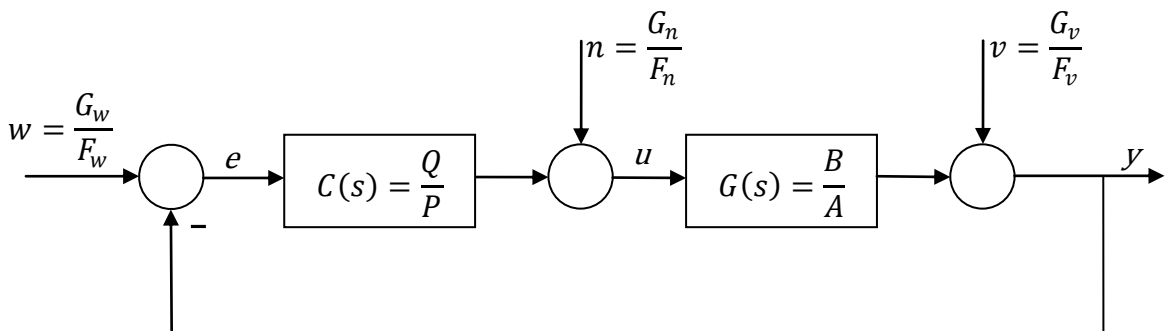 w = G_w/F_w
e
C(s) = Q/P
n = G_n/F_n
u
G(s) = B/A
v = G_v/F_v
y
−